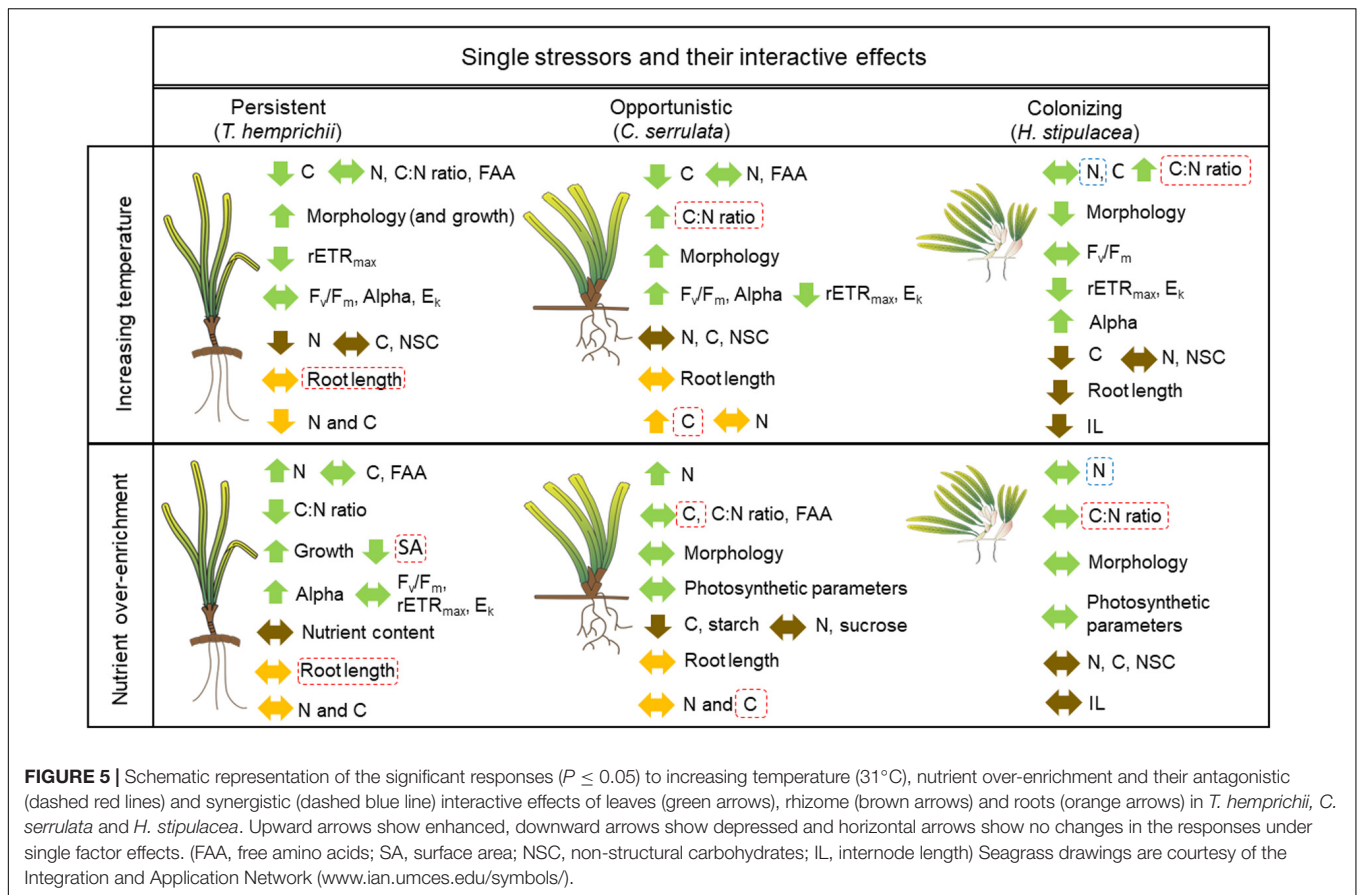 Single stressors and their interactive effects
Persistent
(T. hemprichii)
Opportunistic
(C. serrulata)
Colonizing
(H. stipulacea)
Increasing temperature
C N, C:N ratio, FAA
Morphology (and growth)
rETRmax
Fv/Fm, Alpha, Ek
N C, NSC
Root length
N and C
C N, FAA
C:N ratio
Morphology
Fv/Fm, Alpha rETRmax, Ek
N, C, NSC
Root length
C N
N, C C:N ratio
Morphology
Fv/Fm
rETRmax, Ek
Alpha
C N, NSC
Root length
IL
Nutrient over-enrichment
N C, FAA
C:N ratio
Growth SA
Alpha Fv/Fm,
rETRmax, Ek
Nutrient content
Root length
N and C
N
C, C:N ratio, FAA
Morphology
Photosynthetic parameters
C, starch N, sucrose
Root length
N and C
N
C:N ratio
Morphology
Photosynthetic
parameters
N, C, NSC
IL
FIGURE 5 | Schematic representation of the significant responses (P ≤ 0.05) to increasing temperature (31°C), nutrient over-enrichment and their antagonistic
(dashed red lines) and synergistic (dashed blue line) interactive effects of leaves (green arrows), rhizome (brown arrows) and roots (orange arrows) in T. hemprichii, C.
serrulata and H. stipulacea. Upward arrows show enhanced, downward arrows show depressed and horizontal arrows show no changes in the responses under
single factor effects. (FAA, free amino acids; SA, surface area; NSC, non-structural carbohydrates; IL, internode length) Seagrass drawings are courtesy of the
Integration and Application Network (www.ian.umces.edu/symbols/).